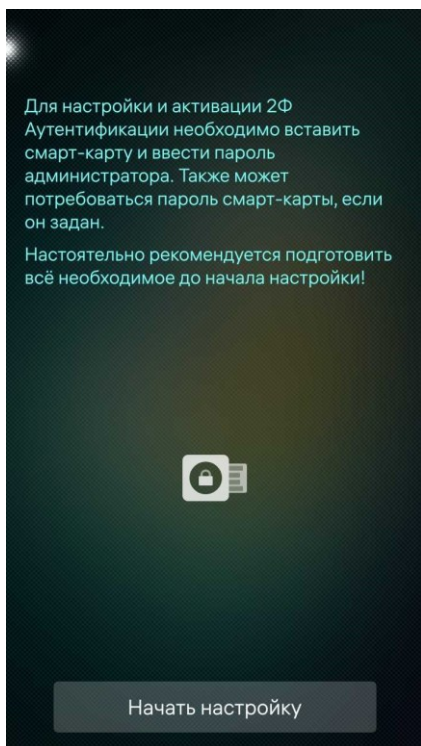 Для настройки и активации 2Ф
Аутентификации необходимо вставить
смарт-карту и ввести пароль
администратора. Также может
потребоваться пароль смарт-карты, если
он задан.
Настоятельно рекомендуется подготовить
всё необходимое до начала настройки!
Начать настройку